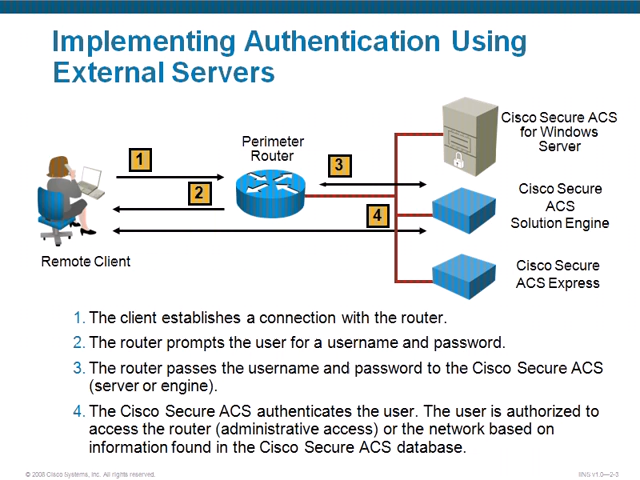 Implementing Authentication Using
External Servers
Cisco Secure ACS
for Windows
Server
Perimeter
Router
1
3
2
Cisco Secure
ACS
Solution Engine
4
Remote Client
Cisco Secure
ACS Express
1. The client establishes a connection with the router.
2. The router prompts the user for a username and password.
3. The router passes the username and password to the Cisco Secure ACS
(server or engine).
4. The Cisco Secure ACS authenticates the user. The user is authorized to
access the router (administrative access) or the network based on
information found in the Cisco Secure ACS database.
© 2008 Cisco Systems, Inc. All rights reserved.
IINS v1.0—2-3